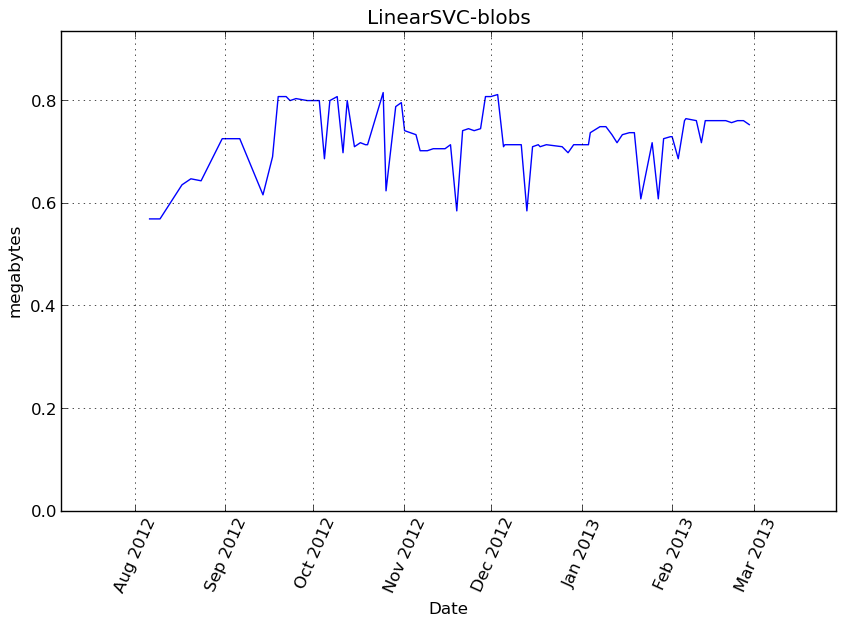 LinearSVC-blobs
megabytes
0.8
0.6
0.4
0.2
0.0
Aug 2012
Sep 2012
Oct 2012
Nov 2012
Dec 2012
Jan 2013
Feb 2013
Mar 2013
Date